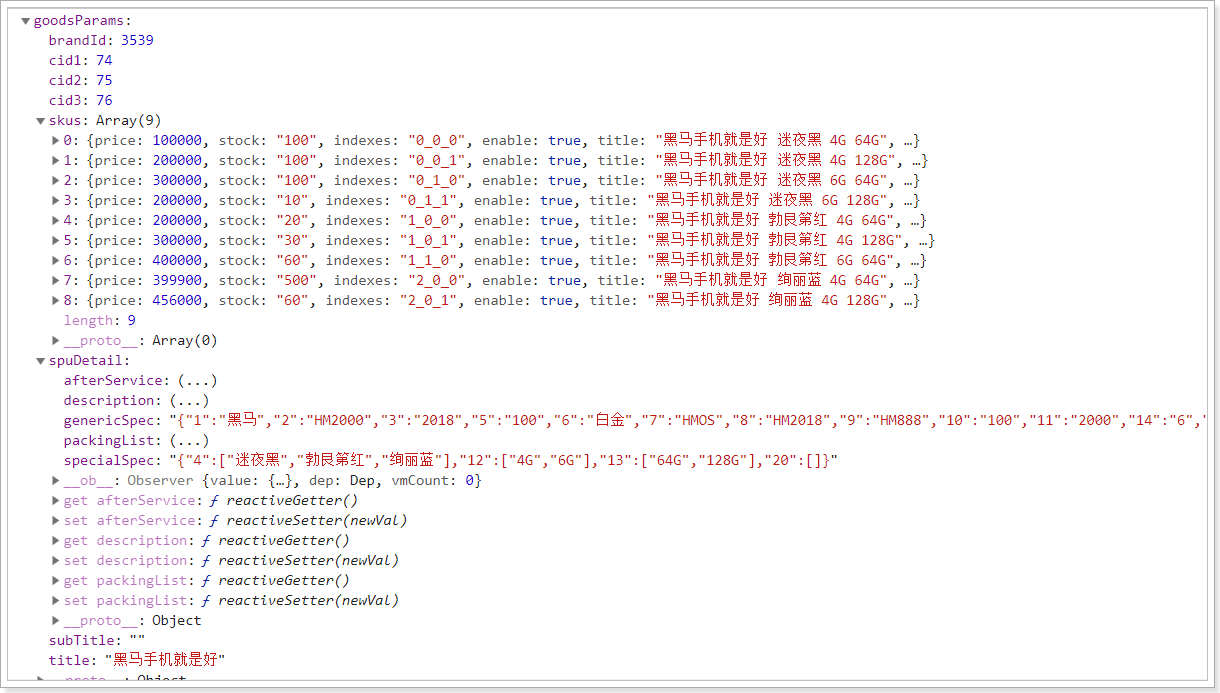 goodsParams:
brandId: 3539
cid1: 74
cid2: 75
cid3: 76
skus: Array(9)
0: {price: 100000, stock: "100", indexes: "0_0_0", enable: true, title: "黑马手机就是好 迷夜黑 4G 64G", …}
1: {price: 200000, stock: "100", indexes: "0_0_1", enable: true, title: "黑马手机就是好 迷夜黑 4G 128G", …}
2: {price: 300000, stock: "100", indexes: "0_1_0", enable: true, title: "黑马手机就是好 迷夜黑 6G 64G", …}
3: {price: 200000, stock: "10", indexes: "0_1_1", enable: true, title: "黑马手机就是好 迷夜黑 6G 128G", …}
4: {price: 200000, stock: "20", indexes: "1_0_0", enable: true, title: "黑马手机就是好 勃艮第红 4G 64G", …}
5: {price: 300000, stock: "30", indexes: "1_0_1", enable: true, title: "黑马手机就是好 勃艮第红 4G 128G", …}
6: {price: 400000, stock: "60", indexes: "1_1_0", enable: true, title: "黑马手机就是好 勃艮第红 6G 64G", …}
7: {price: 399900, stock: "500", indexes: "2_0_0", enable: true, title: "黑马手机就是好 绚丽蓝 4G 64G", …}
8: {price: 456000, stock: "60", indexes: "2_0_1", enable: true, title: "黑马手机就是好 绚丽蓝 4G 128G", …}
length: 9
__proto__: Array(0)
spuDetail:
afterService: (...)
description: (...)
genericSpec: "{"1":"黑马","2":"HM2000","3":"2018","5":"100","6":"白金","7":"HMOS","8":"HM2018","9":"HM888","10":"100","11":"2000","14":"6","
packingList: (...)
specialSpec: "{"4":["迷夜黑","勃艮第红","绚丽蓝"],"12":["4G","6G"],"13":["64G","128G"],"20":[]}"
__ob__: Observer {value: {…}, dep: Dep, vmCount: 0}
get afterService: ƒ reactiveGetter()
set afterService: ƒ reactiveSetter(newVal)
get description: ƒ reactiveGetter()
set description: ƒ reactiveSetter(newVal)
get packingList: ƒ reactiveGetter()
set packingList: ƒ reactiveSetter(newVal)
__proto__: Object
subTitle: ""
title: "黑马手机就是好"
__proto__: Object